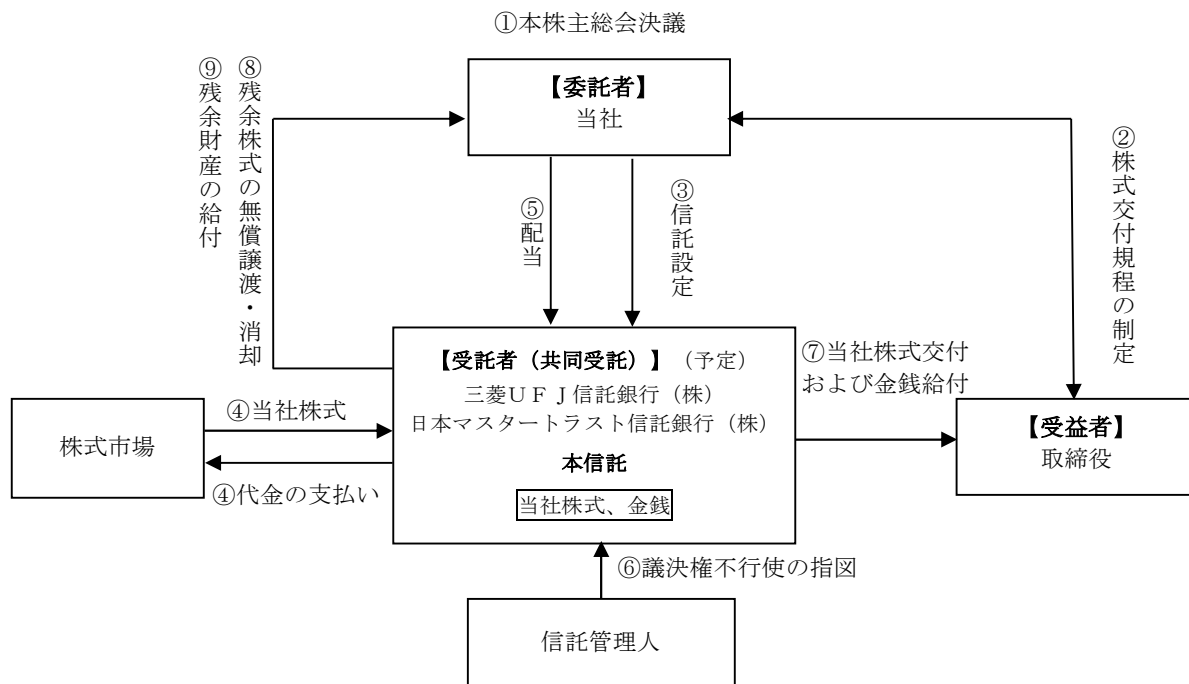 ①本株主総会決議
【委託者】
当社
⑨残余財産の給付
⑧残余株式の無償譲渡・消却
⑤配当
③信託設定
②株式交付規程の制定
【受託者（共同受託）】（予定）
三菱ＵＦＪ信託銀行（株）
日本マスタートラスト信託銀行（株）
本信託
当社株式、金銭
⑦当社株式交付
および金銭給付
④当社株式
株式市場
④代金の支払い
【受益者】
取締役
⑥議決権不行使の指図
信託管理人